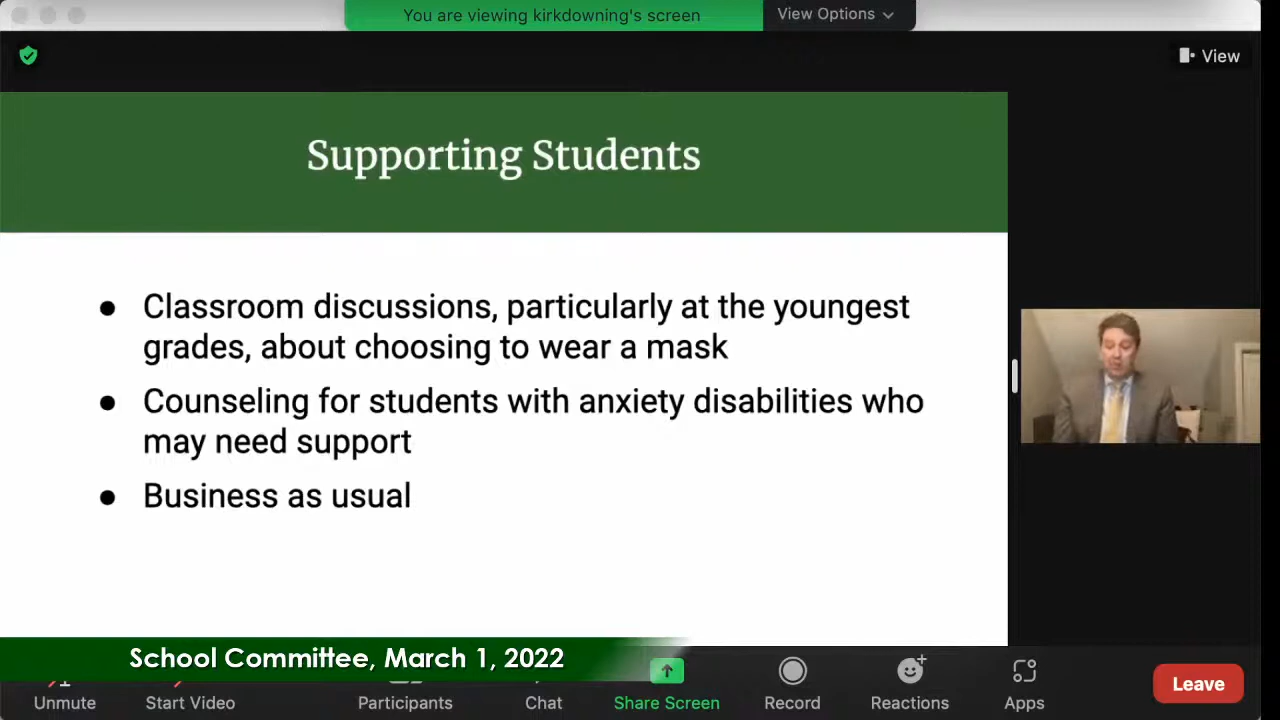 You are viewing kirkdowning's screen
View Options
View
Supporting Students
● Classroom discussions, particularly at the youngest
grades, about choosing to wear a mask
● Counseling for students with anxiety disabilities who
may need support
● Business as usual
School Committee, March 1, 2022
Unmute
Start Video
Participants
Chat
Share Screen
Record
Reactions
Apps
Leave